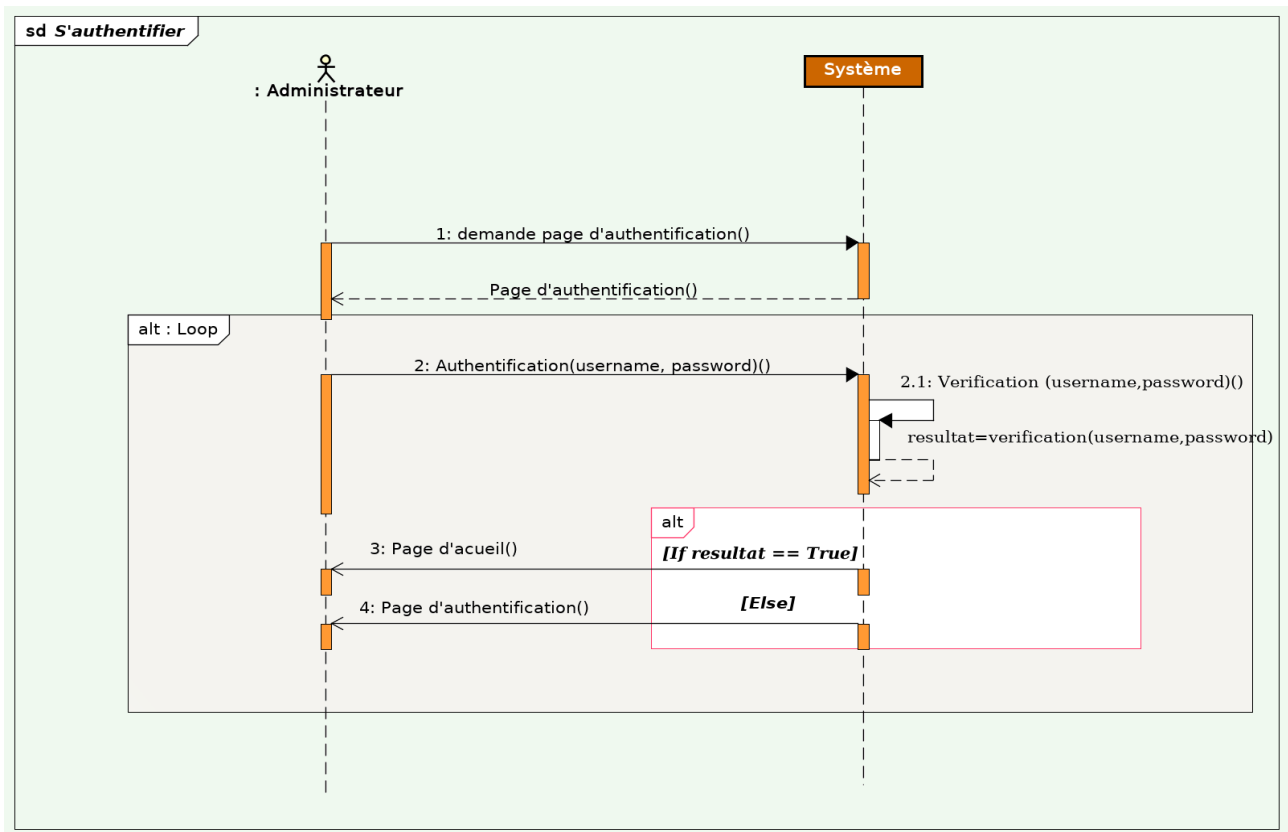 sd S'authentifier
: Administrateur
Système
1: demande page d'authentification()
Page d'authentification()
alt : Loop
2: Authentification(username, password)()
2.1: Verification (username,password)()
resultat=verification(username,password)
alt
[If resultat == True]
3: Page d'acueil()
[Else]
4: Page d'authentification()